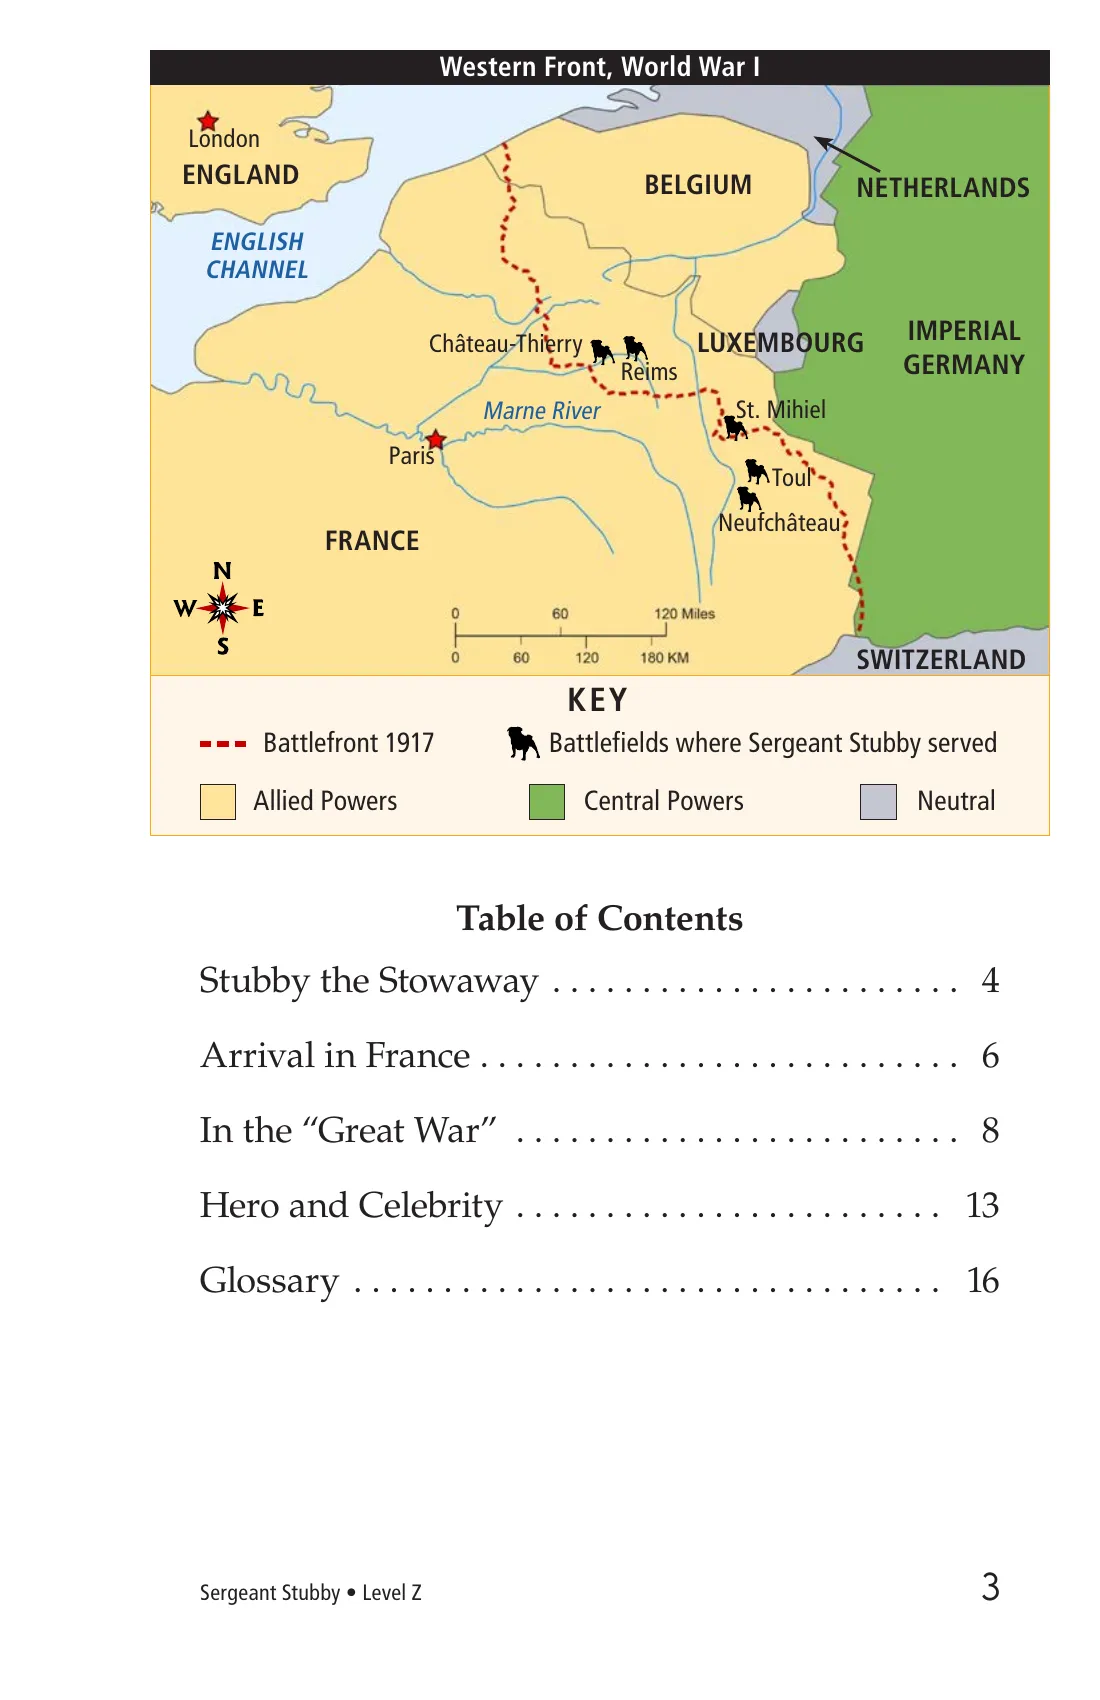 Western Front, World War I
London
ENGLAND
BELGIUM
NETHERLANDS
ENGLISH
CHANNEL
Château-Thierry
Reims
LUXEMBOURG
IMPERIAL
GERMANY
Marne River
St. Mihiel
Paris
Toul
Neufchâteau
FRANCE
N
W E
S
0 60 120 Miles
0 60 120 180 KM
SWITZERLAND
KEY
Battlefront 1917 Battlefields where Sergeant Stubby served
Allied Powers Central Powers Neutral
Table of Contents
Stubby the Stowaway . . . . . . . . . . . . . . . . . . . . . . . 4
Arrival in France . . . . . . . . . . . . . . . . . . . . . . . . . . . 6
In the “Great War” . . . . . . . . . . . . . . . . . . . . . . . . . 8
Hero and Celebrity . . . . . . . . . . . . . . . . . . . . . . . . 13
Glossary . . . . . . . . . . . . . . . . . . . . . . . . . . . . . . . . . 16
Sergeant Stubby • Level Z 3